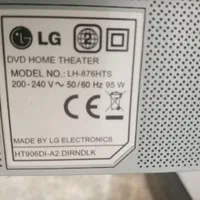 LG 2
DVD HOME THEATER
MODEL NO.: LH-876HTS
200-240 V~ 50/60 Hz 95 W
CE
MADE BY LG ELECTRONICS
HT906DI-A2.DIRNDLK